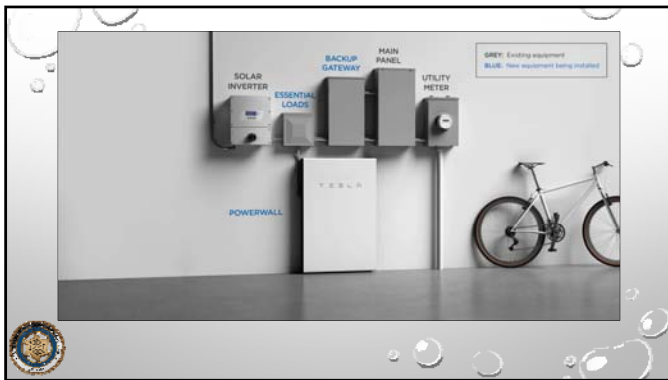 GREY: Existing equipment
BLUE: New equipment being installed
MAIN
PANEL
BACKUP
GATEWAY
UTILITY
METER
SOLAR
INVERTER
ESSENTIAL
LOADS
TESLA
POWERWALL